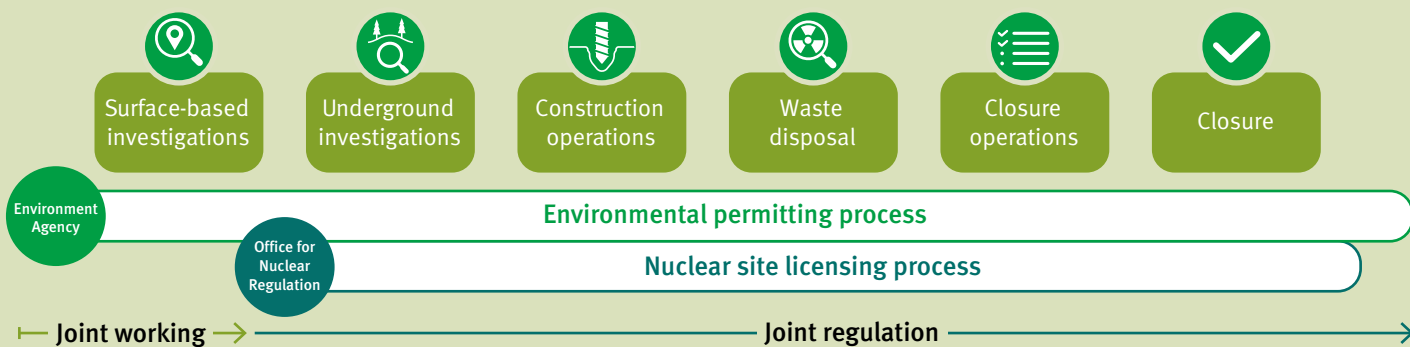 Surface-based
investigations
Underground
investigations
Construction
operations
Waste
disposal
Closure
operations
Closure
Environment
Agency
Environmental permitting process
Office for
Nuclear
Regulation
Nuclear site licensing process
Joint working
Joint regulation